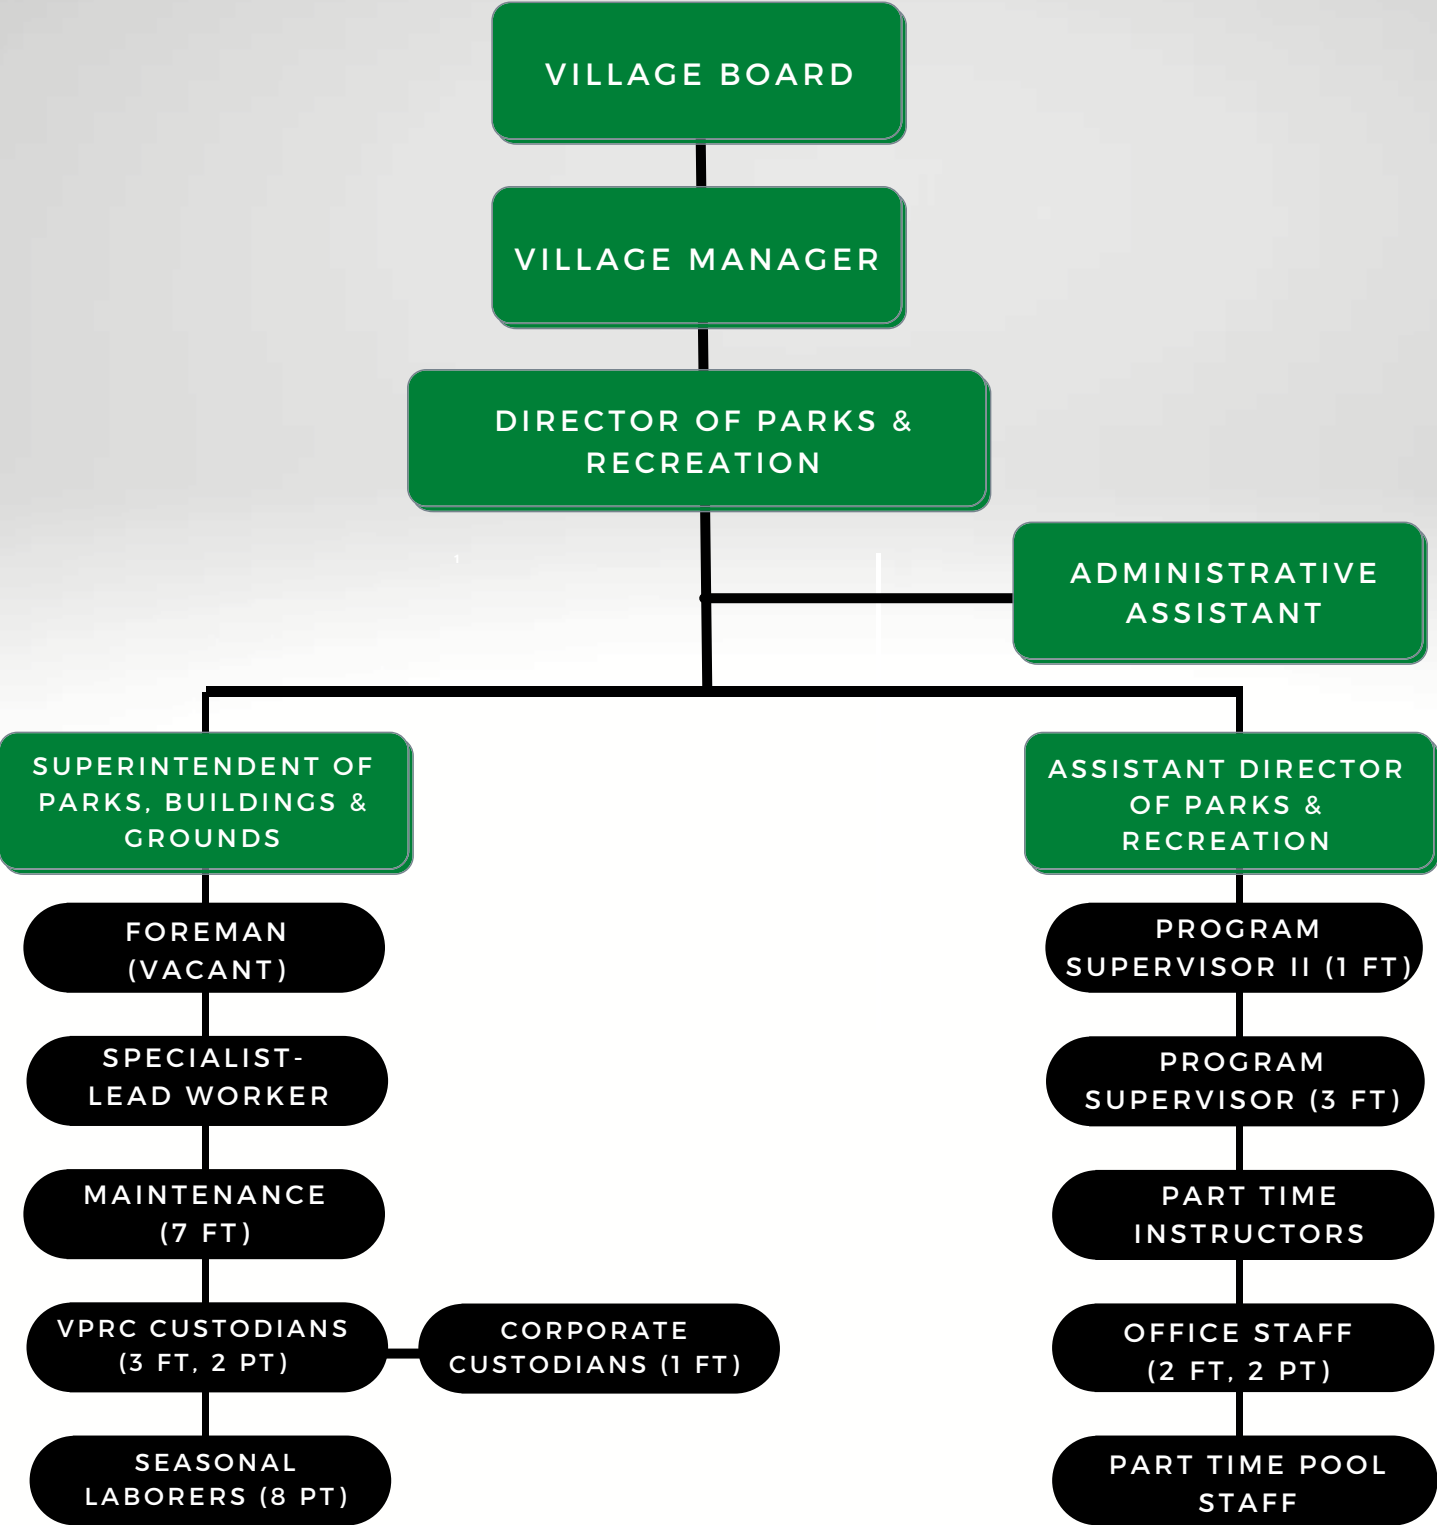 VILLAGE BOARD
VILLAGE MANAGER
DIRECTOR OF PARKS &
RECREATION
ADMINISTRATIVE
ASSISTANT
SUPERINTENDENT OF
PARKS, BUILDINGS &
GROUNDS
FOREMAN
(VACANT)
SPECIALIST-
LEAD WORKER
MAINTENANCE
(7 FT)
VPRC CUSTODIANS
(3 FT, 2 PT)
CORPORATE
CUSTODIANS (1 FT)
SEASONAL
LABORERS (8 PT)
ASSISTANT DIRECTOR
OF PARKS &
RECREATION
PROGRAM
SUPERVISOR II (1 FT)
PROGRAM
SUPERVISOR (3 FT)
PART TIME
INSTRUCTORS
OFFICE STAFF
(2 FT, 2 PT)
PART TIME POOL
STAFF